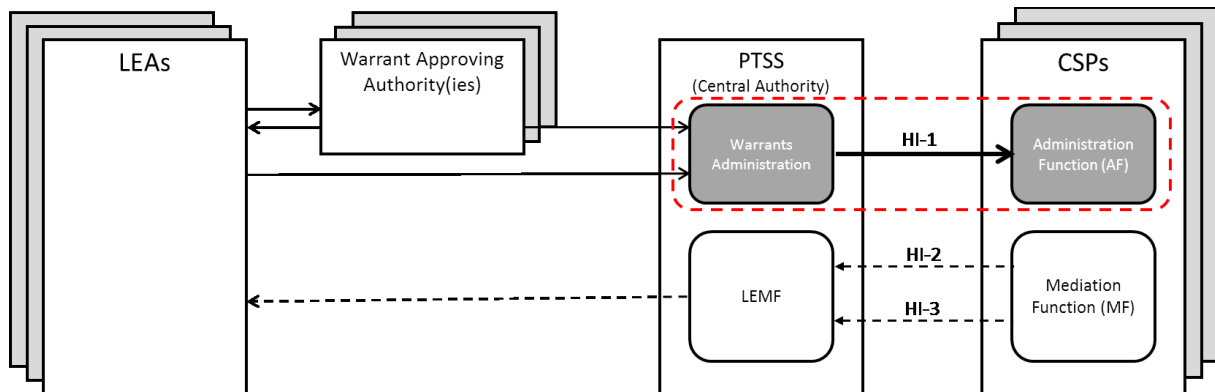 LEAs
Warrant Approving
Authority(ies)
PTSS
(Central Authority)
CSPs
Warrants
Administration
HI-1
Administration
Function (AF)
HI-2
LEMF
HI-3
Mediation
Function (MF)